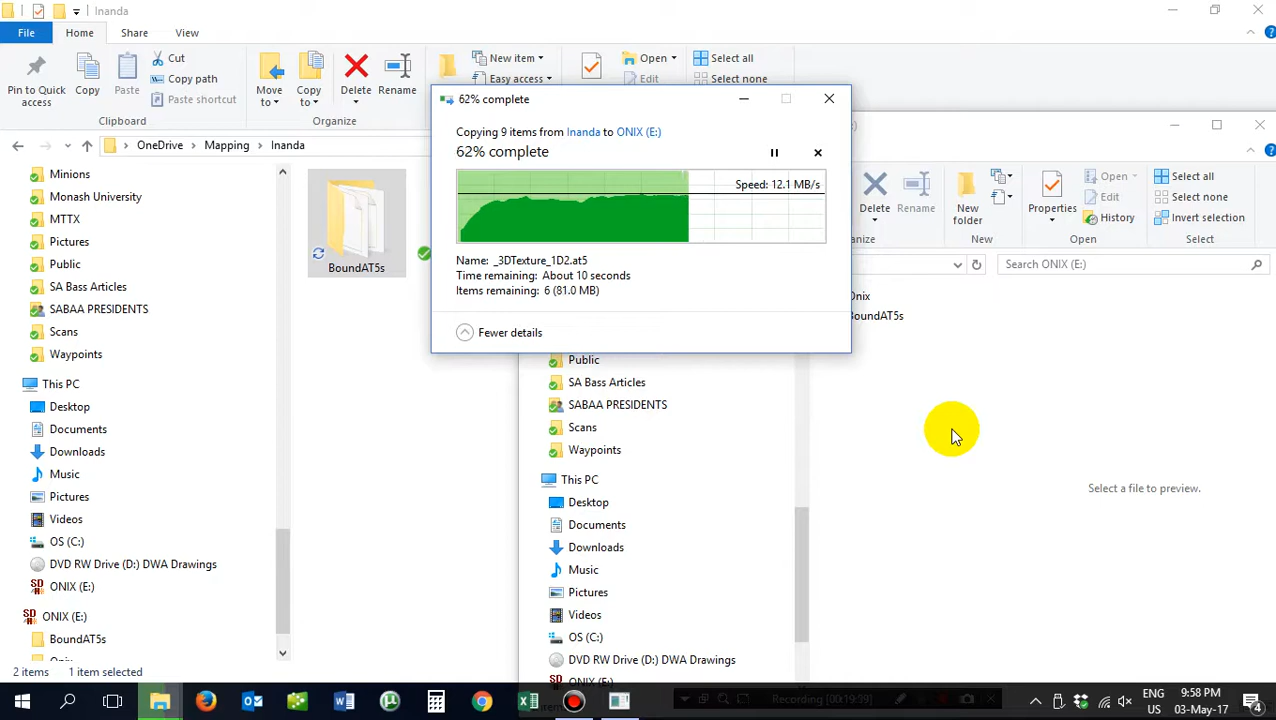 Inanda
File Home Share View
Pin to Quick access
Copy
Paste
Cut
Copy path
Paste shortcut
Clipboard
Move to
Copy to
Delete
Rename
Organize
New item
Easy access
Open
Edit
Select all
Select none
OneDrive > Mapping > Inanda
Minions
Monash University
MTTX
Pictures
Public
SA Bass Articles
SABAA PRESIDENTS
Scans
Waypoints
This PC
Desktop
Documents
Downloads
Music
Pictures
Videos
OS (C:)
DVD RW Drive (D:) DWA Drawings
ONIX (E:)
ONIX (E:)
BoundAT5s
BoundAT5s
2 items 1 item selected
62% complete
Copying 9 items from Inanda to ONIX (E:)
62% complete
Speed: 12.1 MB/s
Name: _3DTexture_1D2.at5
Time remaining: About 10 seconds
Items remaining: 6 (81.0 MB)
Fewer details
Delete
Rename
New folder
New
Properties
Open
Edit
History
Open
Select all
Select none
Invert selection
Select
Search ONIX (E:)
Onix
BoundAT5s
Select a file to preview.
Public
SA Bass Articles
SABAA PRESIDENTS
Scans
Waypoints
This PC
Desktop
Documents
Downloads
Music
Pictures
Videos
OS (C:)
DVD RW Drive (D:) DWA Drawings
ONIX (E:)
Recording [00:19:39]
ENG
US
9:58 PM
03-May-17